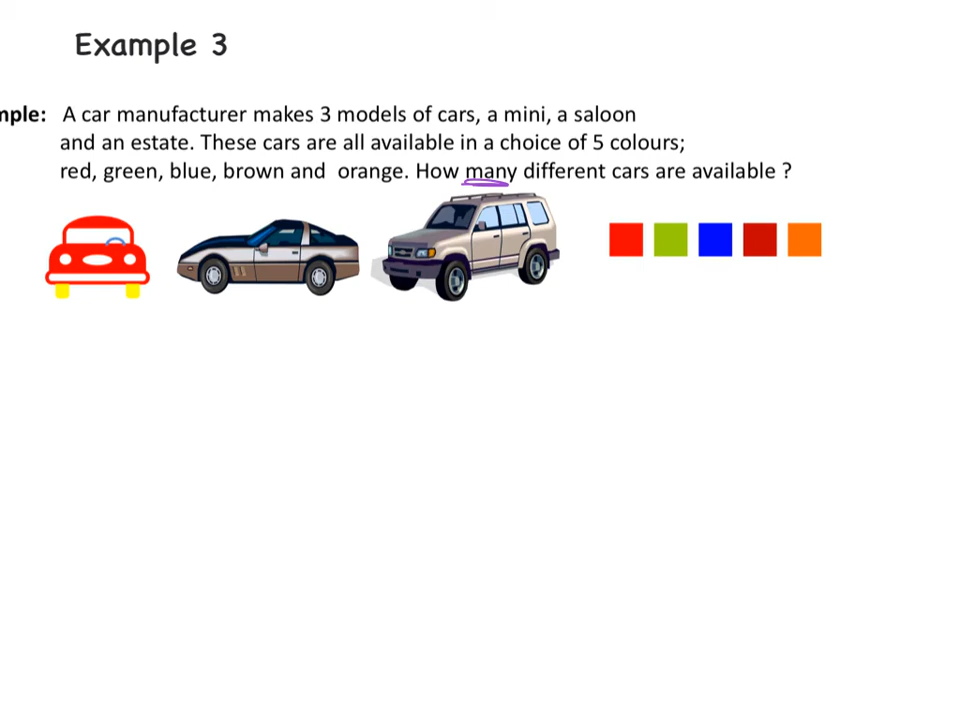 Example 3
mple: A car manufacturer makes 3 models of cars, a mini, a saloon
and an estate. These cars are all available in a choice of 5 colours;
red, green, blue, brown and orange. How many different cars are available ?